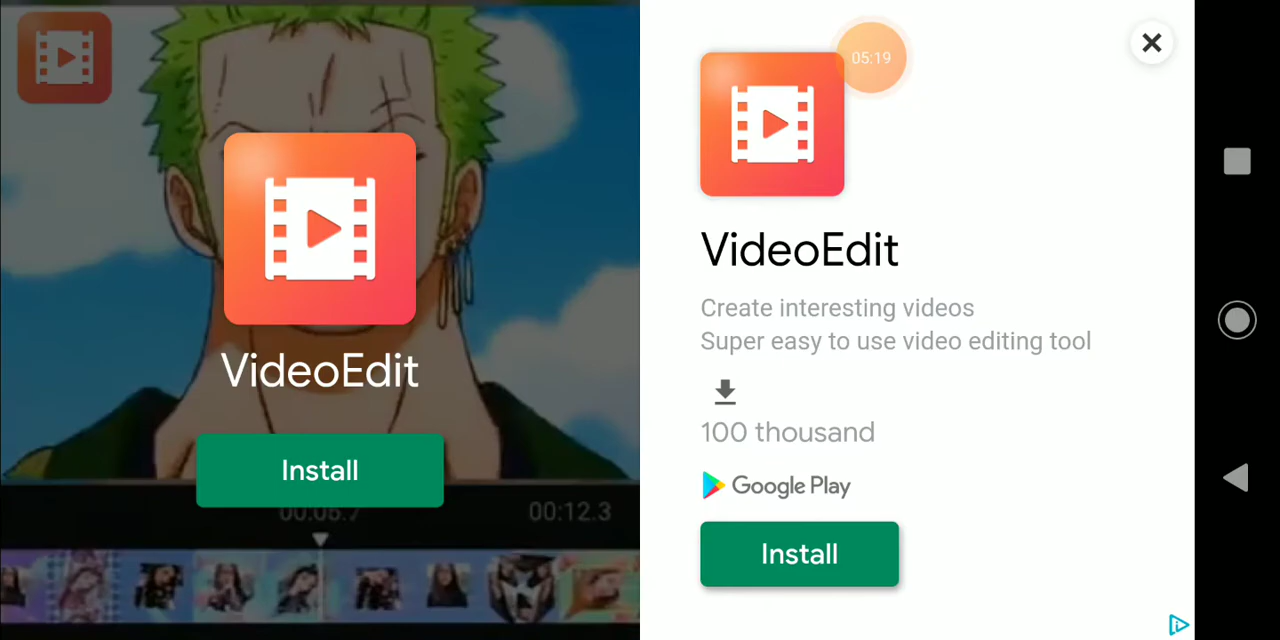 VideoEdit
Install
00:12.3
05:19
VideoEdit
Create interesting videos
Super easy to use video editing tool
100 thousand
Google Play
Install